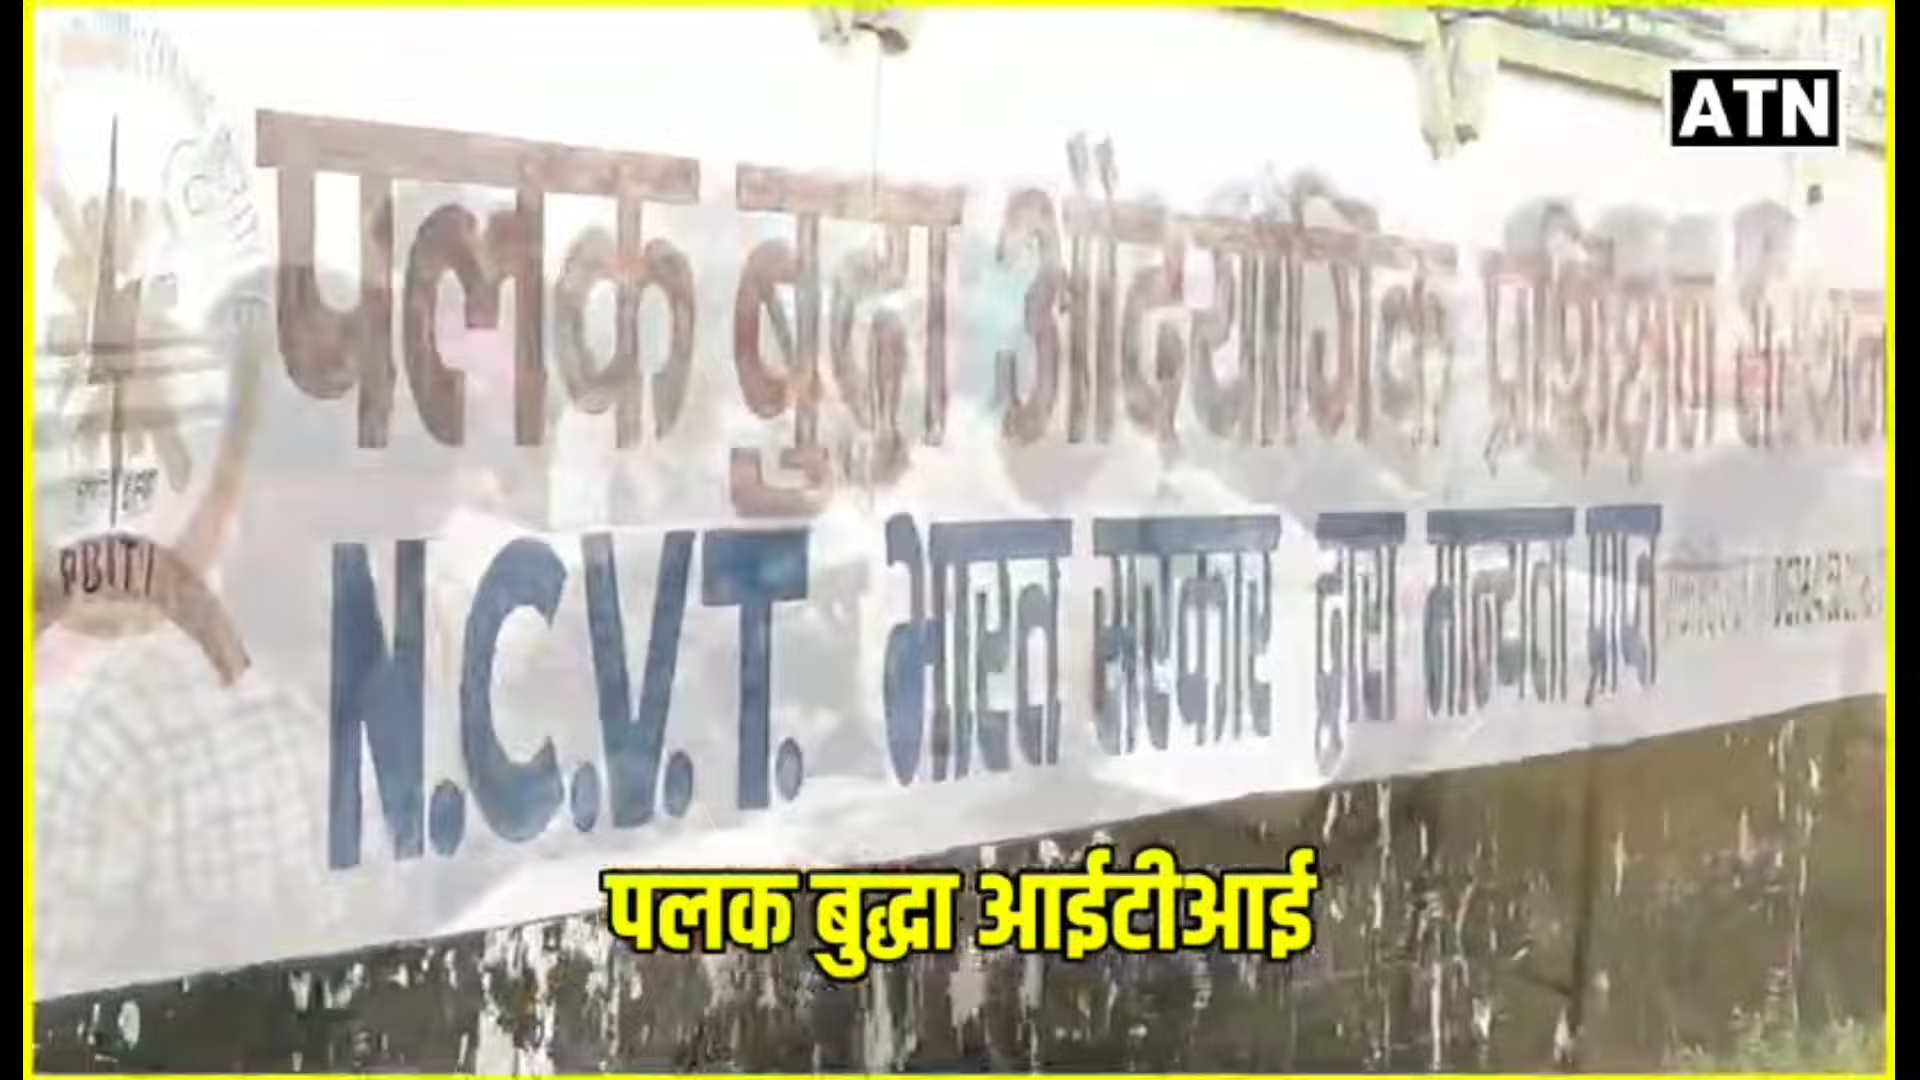 ATN
पलक बुद्धा औद्योगिक प्रशिक्षण संस्थान
PBITI
N.C.V.T. भारत सरकार द्वारा मान्यता प्राप्त
पलक बुद्धा आईटीआई